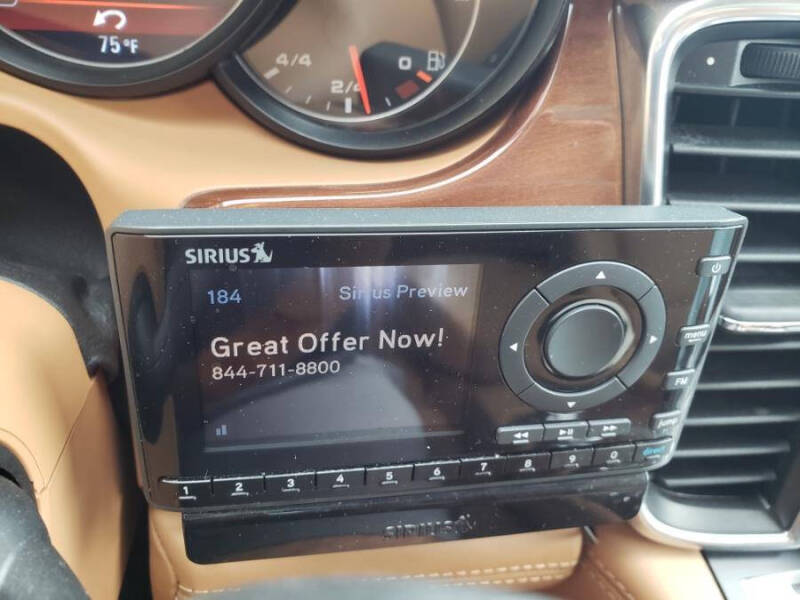 75°F
4/4
2/4
0
SIRIUS
184 Sirius Preview
Great Offer Now!
844-711-8800
menu
FM
jump
direct
1 2 3 4 5 6 7 8 9 0
SIRIUS